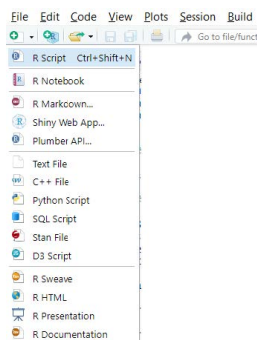 File Edit Code View Plots Session Build
Go to file/funct
R Script Ctrl+Shift+N
R Notebook
R Markdown...
Shiny Web App...
Plumber API...
Text File
C++ File
Python Script
SQL Script
Stan File
D3 Script
R Sweave
R HTML
R Presentation
R Documentation